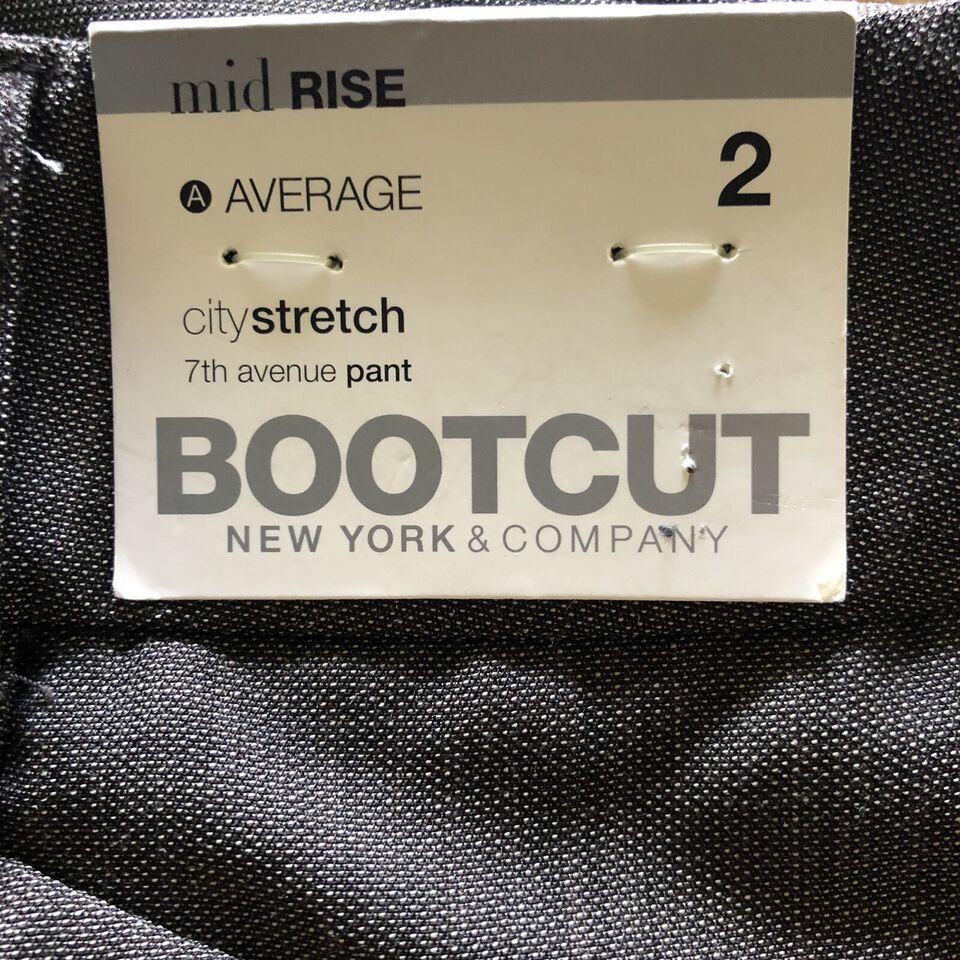 mid RISE
A AVERAGE
2
citystretch
7th avenue pant
BOOTCUT
NEW YORK & COMPANY